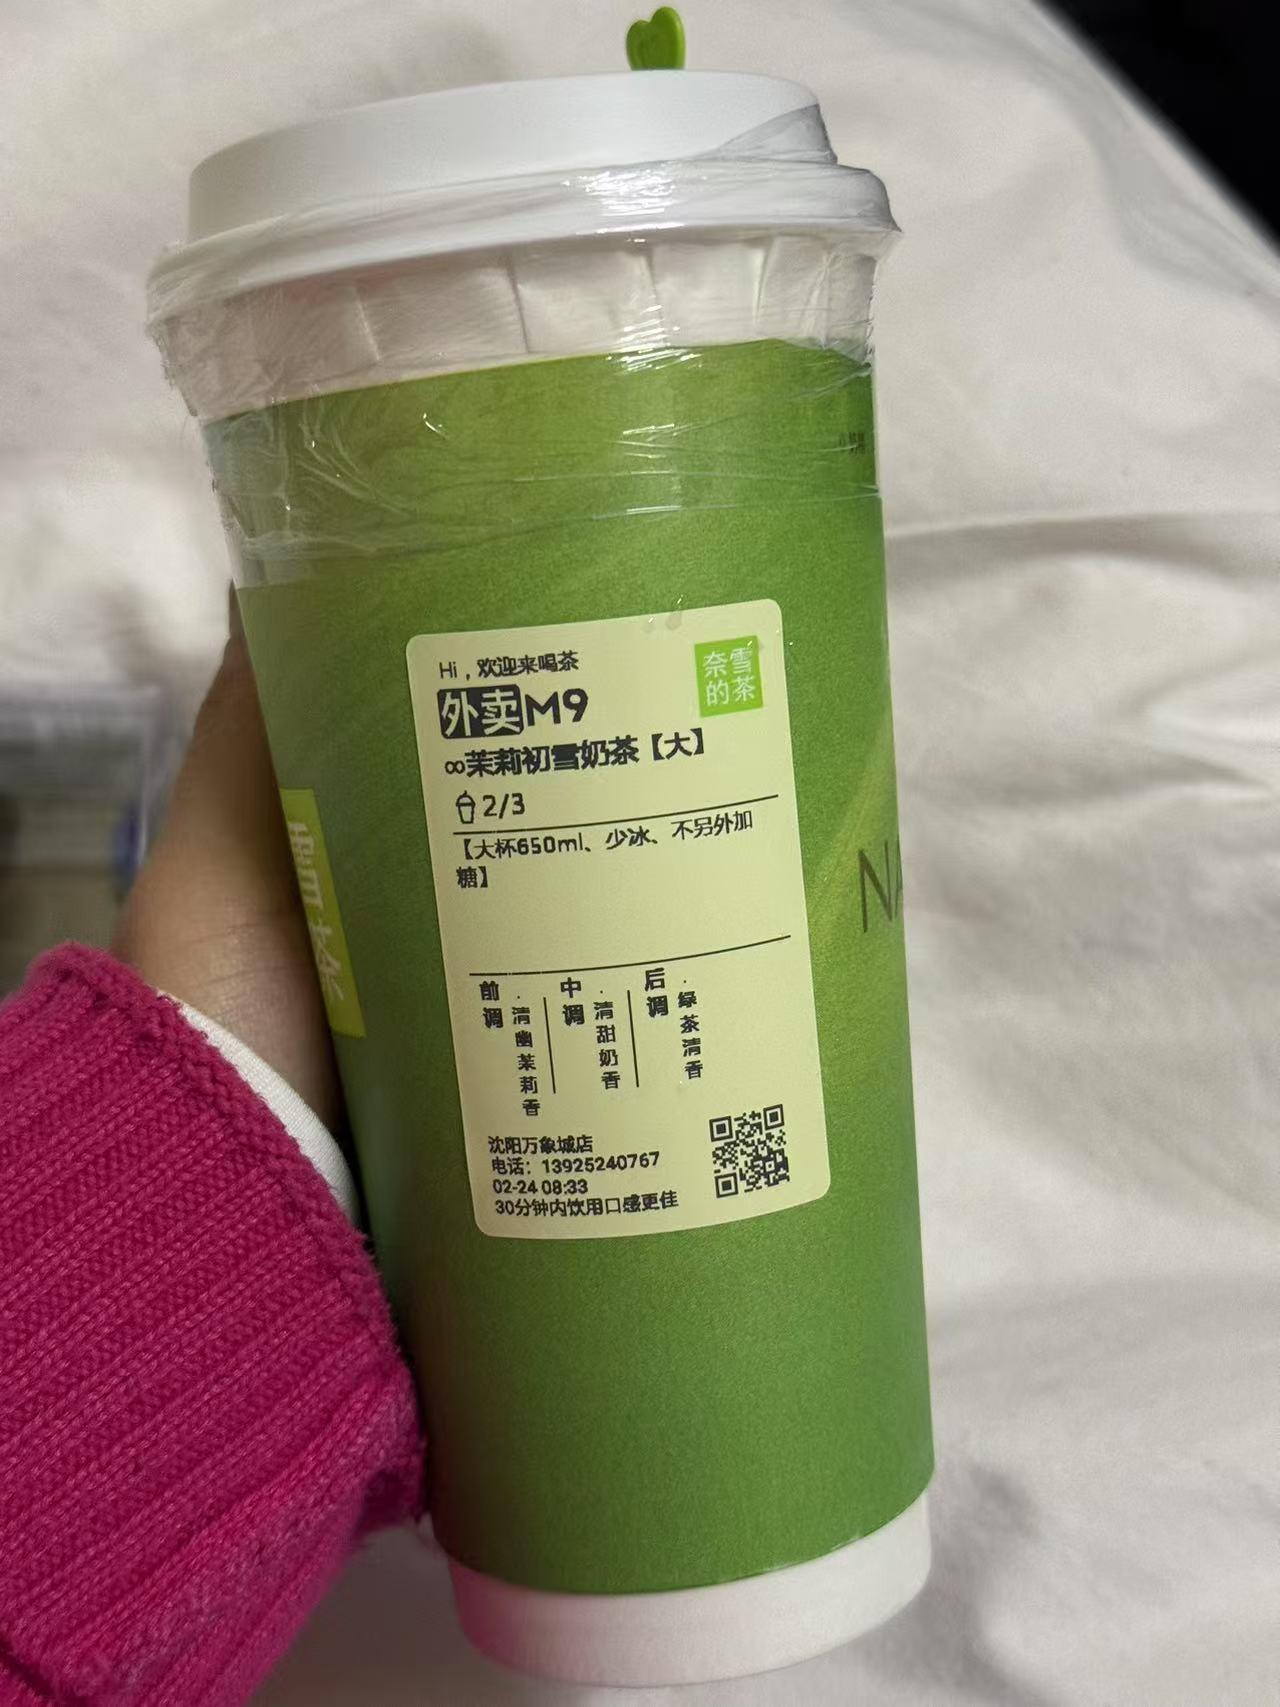 Hi，欢迎来喝茶
奈雪
的茶
外卖M9
∞茉莉初雪奶茶【大】
2/3
【大杯650ml、少冰、不另外加
糖】
前调·清幽茉莉香
中调·清甜奶香
后调·绿茶清香
沈阳万象城店
电话：13925240767
02-24 08:33
30分钟内饮用口感更佳
NA